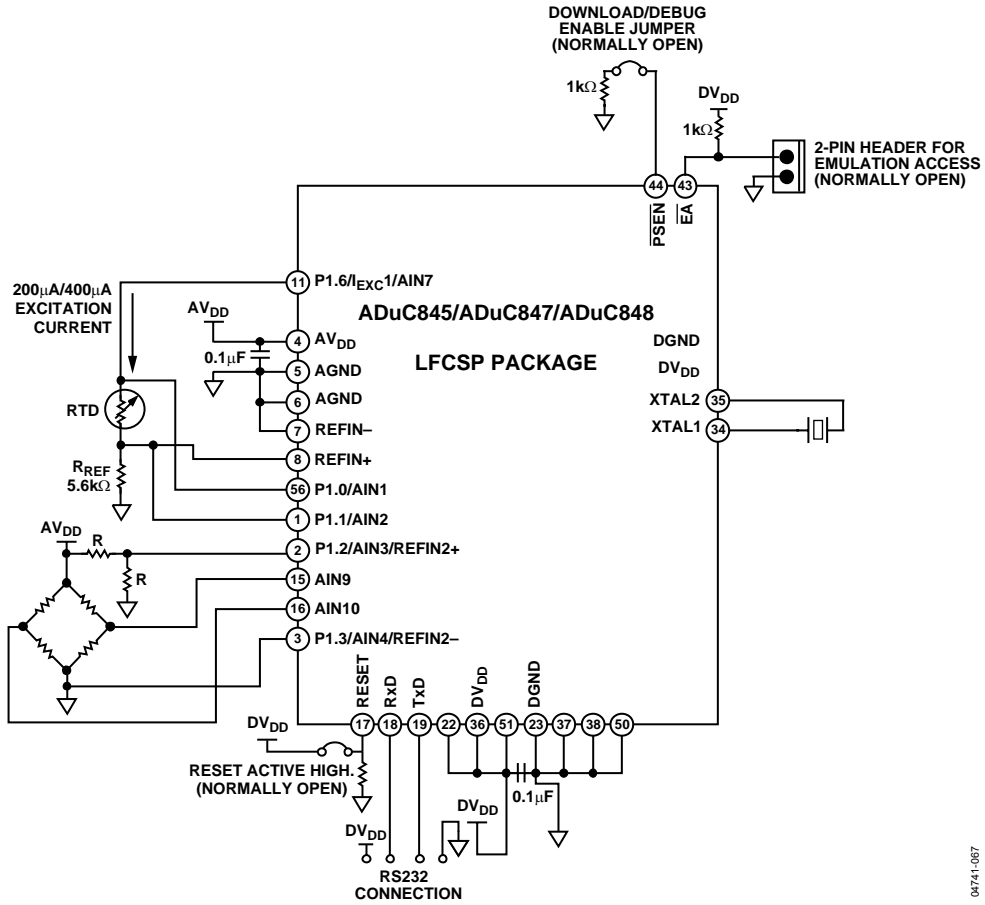 DOWNLOAD/DEBUG
ENABLE JUMPER
(NORMALLY OPEN)
1kΩ
DVDD
1kΩ
2-PIN HEADER FOR
EMULATION ACCESS
(NORMALLY OPEN)
44
43
PSEN
EA
11 P1.6/IEXC1/AIN7
200µA/400µA
EXCITATION
CURRENT
ADuC845/ADuC847/ADuC848
LFCSP PACKAGE
AVDD
4 AVDD
0.1µF
5 AGND
6 AGND
7 REFIN–
8 REFIN+
56 P1.0/AIN1
1 P1.1/AIN2
2 P1.2/AIN3/REFIN2+
15 AIN9
16 AIN10
3 P1.3/AIN4/REFIN2–
RTD
RREF
5.6kΩ
AVDD
R
R
DGND
DVDD
XTAL2 35
XTAL1 34
RESET
RxD
TxD
DVDD
DGND
17 18 19 22 36 51 23 37 38 50
DVDD
RESET ACTIVE HIGH.
(NORMALLY OPEN)
0.1µF
DVDD
DVDD
RS232
CONNECTION
04741-067